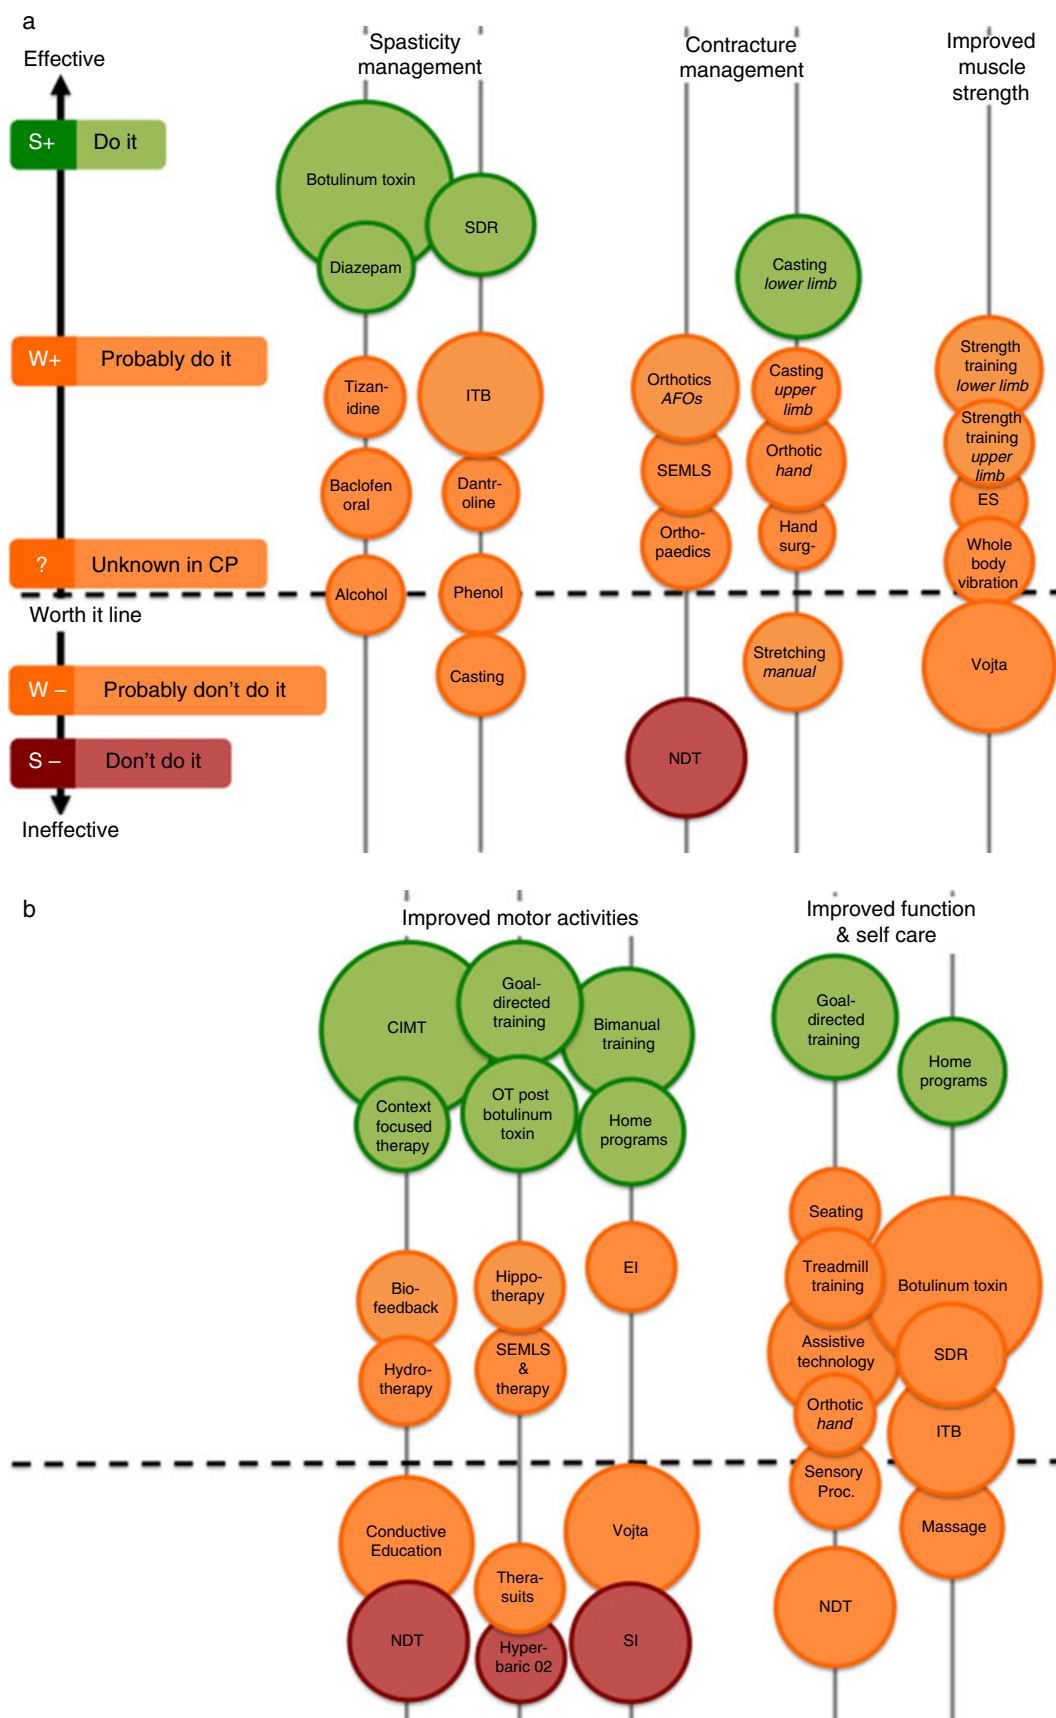 a
Effective
Spasticity
management
Contracture
management
Improved
muscle
strength
S+ Do it
Botulinum toxin
SDR
Diazepam
Casting
lower limb
W+ Probably do it
Tizan-
idine
ITB
Orthotics
AFOs
Casting
upper
limb
Strength
training
lower limb
Strength
training
upper
limb
Baclofen
oral
Dantr-
oline
SEMLS
Orthotic
hand
ES
Ortho-
paedics
Hand
surg-
Whole
body
vibration
? Unknown in CP
Alcohol
Phenol
Worth it line
Casting
Stretching
manual
Vojta
W – Probably don't do it
S – Don't do it
NDT
Ineffective
b
Improved motor activities
Improved function
& self care
CIMT
Goal-
directed
training
Bimanual
training
Goal-
directed
training
Home
programs
Context
focused
therapy
OT post
botulinum
toxin
Home
programs
Seating
Bio-
feedback
Hippo-
therapy
EI
Treadmill
training
Botulinum toxin
Hydro-
therapy
SEMLS
&
therapy
Assistive
technology
SDR
Orthotic
hand
ITB
Sensory
Proc.
Conductive
Education
Vojta
Massage
Thera-
suits
NDT
NDT
Hyper-
baric 02
SI